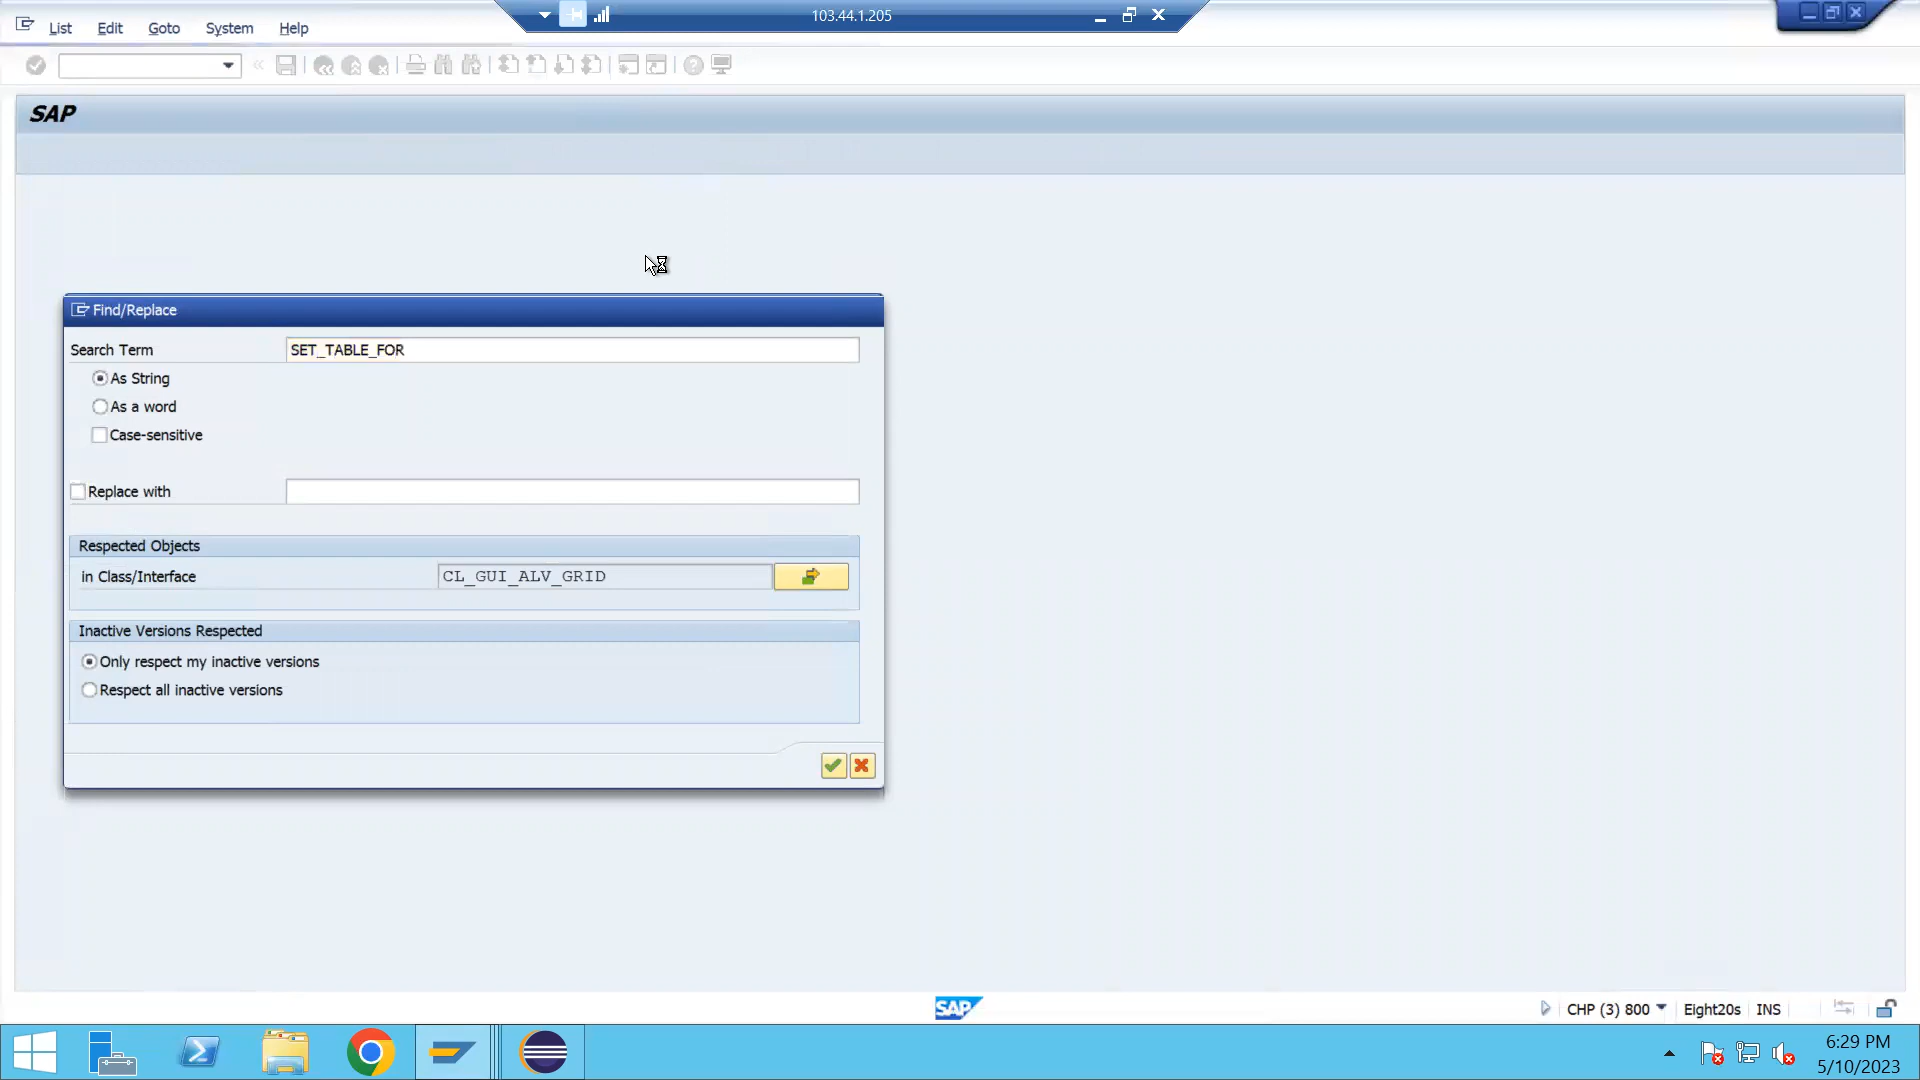 103.44.1.205
List Edit Goto System Help
SAP
Find/Replace
Search Term SET_TABLE_FOR
As String
As a word
Case-sensitive
Replace with
Respected Objects
in Class/Interface CL_GUI_ALV_GRID
Inactive Versions Respected
Only respect my inactive versions
Respect all inactive versions
SAP CHP (3) 800 Eight20s INS
6:29 PM
5/10/2023